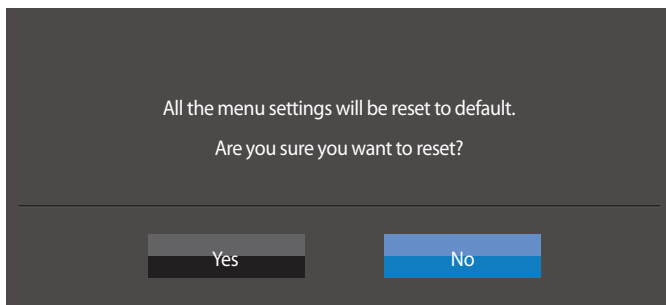 All the menu settings will be reset to default.
Are you sure you want to reset?
Yes
No